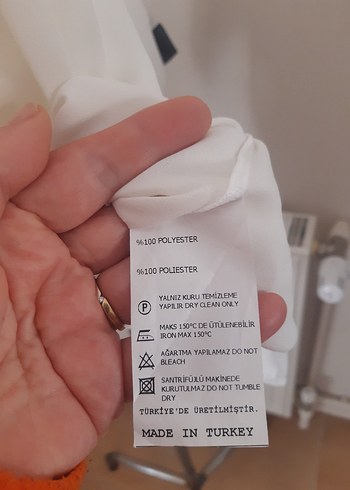 %100 POLYESTER
%100 POLIESTER
P
YALNIZ KURU TEMİZLEME
YAPILIR DRY CLEAN ONLY
MAKS 150°C DE ÜTÜLENEBİLİR
IRON MAX 150°C
AĞARTMA YAPILAMAZ DO NOT
BLEACH
SANTRİFÜJLÜ MAKİNEDE
KURUTULMAZ DO NOT TUMBLE
DRY
TÜRKİYE'DE ÜRETİLMİŞTİR.
MADE IN TURKEY